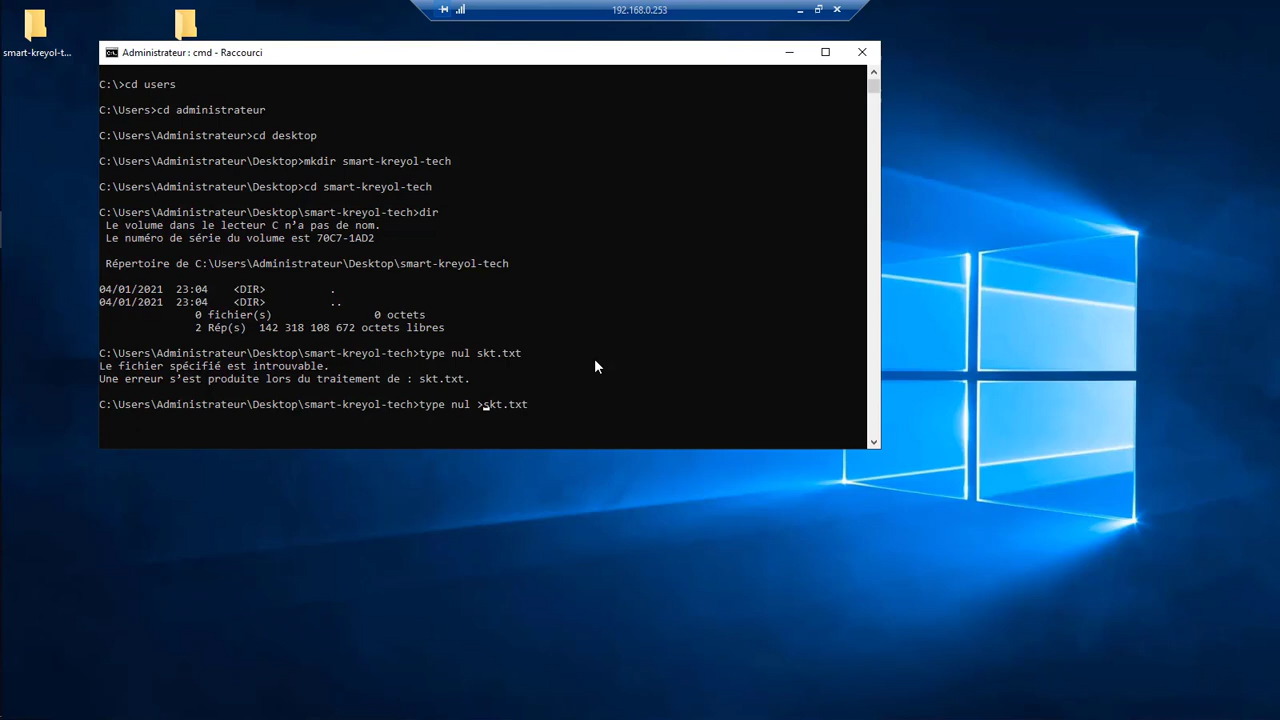 192.168.0.253
smart-kreyol-t...
Administrateur : cmd - Raccourci
C:\>cd users
C:\Users>cd administrateur
C:\Users\Administrateur>cd desktop
C:\Users\Administrateur\Desktop>mkdir smart-kreyol-tech
C:\Users\Administrateur\Desktop>cd smart-kreyol-tech
C:\Users\Administrateur\Desktop\smart-kreyol-tech>dir
Le volume dans le lecteur C n’a pas de nom.
Le numéro de série du volume est 70C7-1AD2
Répertoire de C:\Users\Administrateur\Desktop\smart-kreyol-tech
04/01/2021  23:04    <DIR>          .
04/01/2021  23:04    <DIR>          ..
0 fichier(s)                0 octets
2 Rép(s)  142 318 108 672 octets libres
C:\Users\Administrateur\Desktop\smart-kreyol-tech>type nul skt.txt
Le fichier spécifié est introuvable.
Une erreur s’est produite lors du traitement de : skt.txt.
C:\Users\Administrateur\Desktop\smart-kreyol-tech>type nul >skt.txt